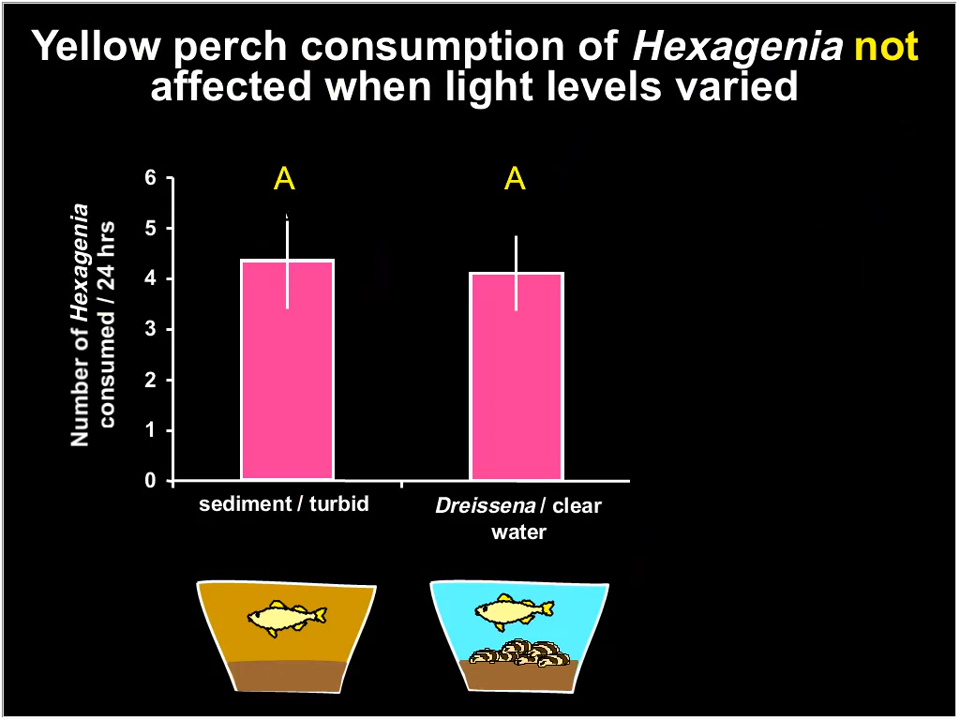 Yellow perch consumption of Hexagenia not
affected when light levels varied
A
A
6
5
4
3
2
1
0
Number of Hexagenia
consumed / 24 hrs
sediment / turbid
Dreissena / clear
water